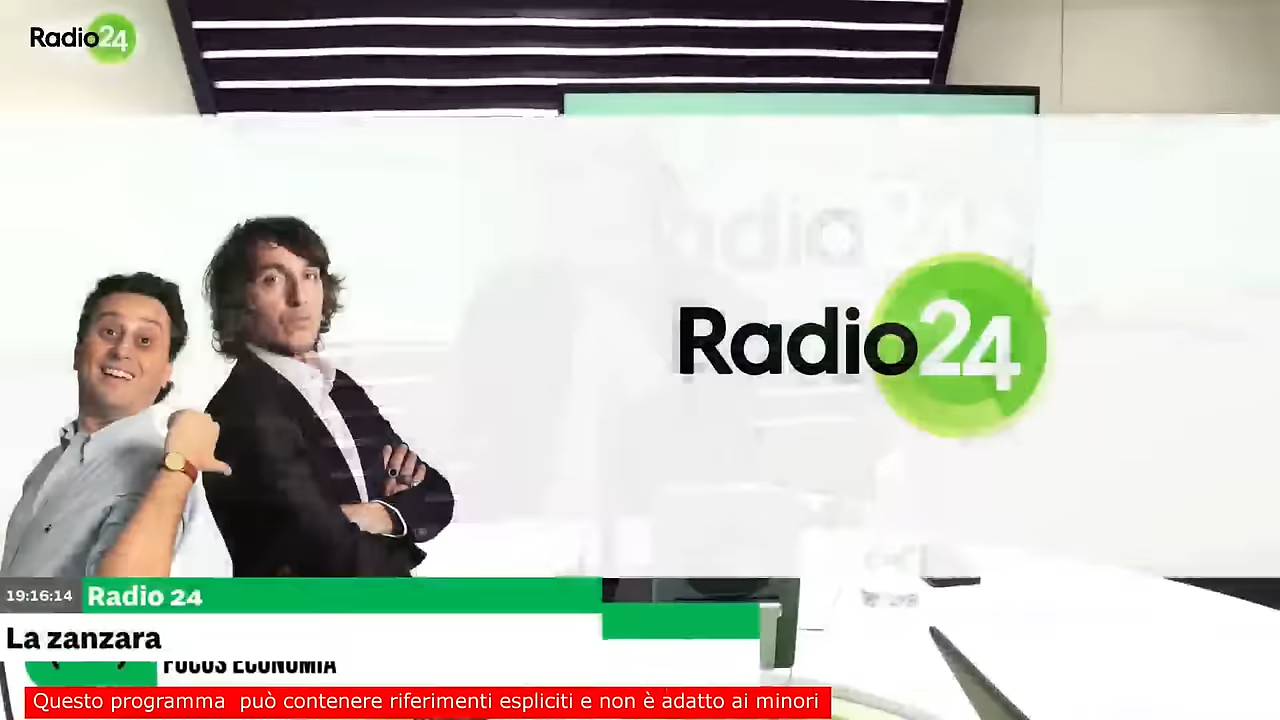 Radio24
Radio24
19:16:14 Radio 24
La zanzara
FOCUS ECONOMIA
Questo programma può contenere riferimenti espliciti e non è adatto ai minori